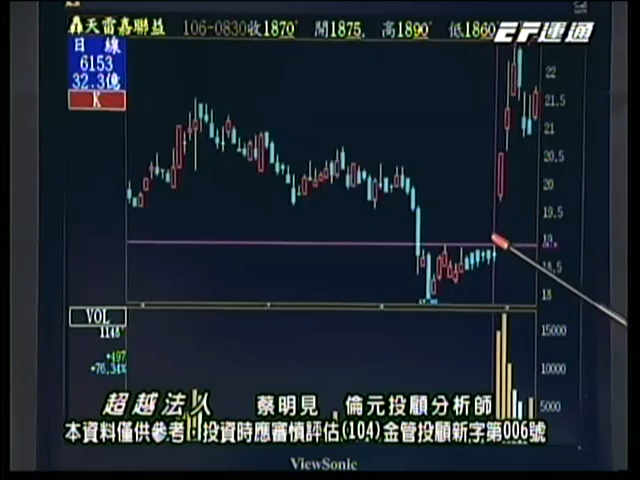 天雷嘉聯益 106-0830收1870 開1875. 高1890 低1860
EF運通
日 線
6153
32.3億
K
22
21.5
21
20.5
20
19.5
19.
18.5
18
VOL
1148
+497
+76.34%
15000
10000
5000
超越法人 蔡明見 倫元投顧分析師
本資料僅供參考,投資時應審慎評估(104)金管投顧新字第006號
ViewSonic